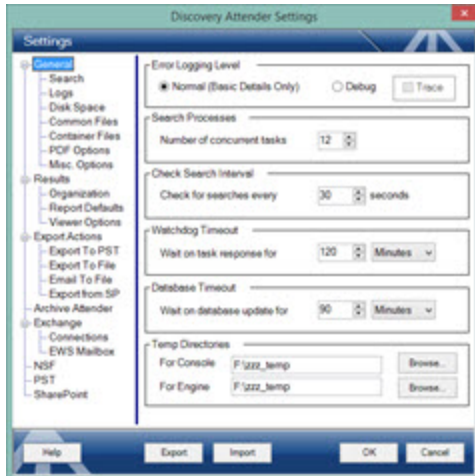 Discovery Attender Settings
Settings
General
Search
Logs
Disk Space
Common Files
Container Files
PDF Options
Misc. Options
Results
Organization
Report Defaults
Viewer Options
Export Actions
Export To PST
Export To File
Email To File
Export from SP
Archive Attender
Exchange
Connections
EWS Mailbox
NSF
PST
SharePoint
Error Logging Level
Normal (Basic Details Only) Debug Trace
Search Processes
Number of concurrent tasks 12
Check Search Interval
Check for searches every 30 seconds
Watchdog Timeout
Wait on task response for 120 Minutes
Database Timeout
Wait on database update for 90 Minutes
Temp Directories
For Console F:\zzz_temp Browse...
For Engine F:\zzz_temp Browse...
Help Export Import OK Cancel